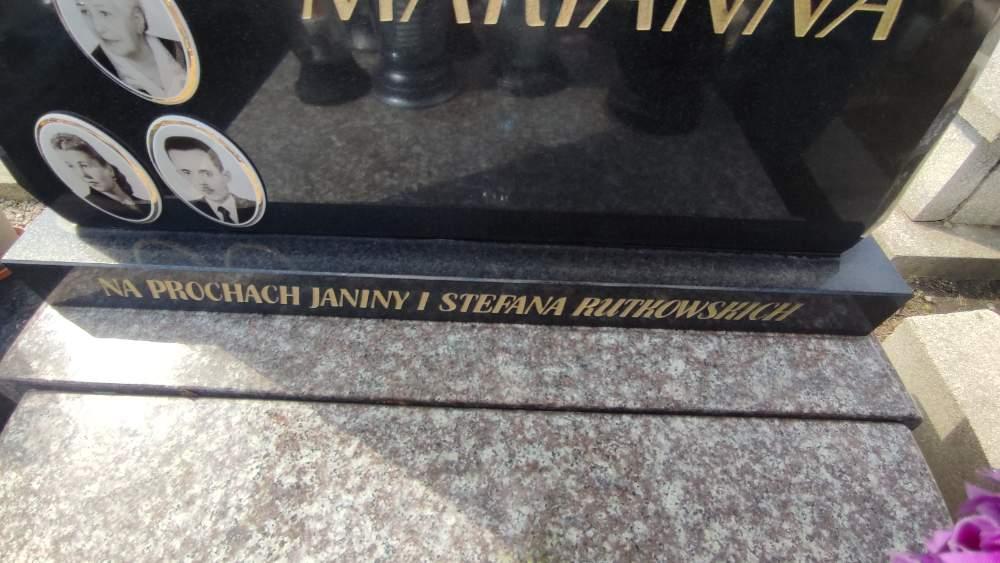 MARIANNA
NA PROCHACH JANINY I STEFANA RUTKOWSKICH